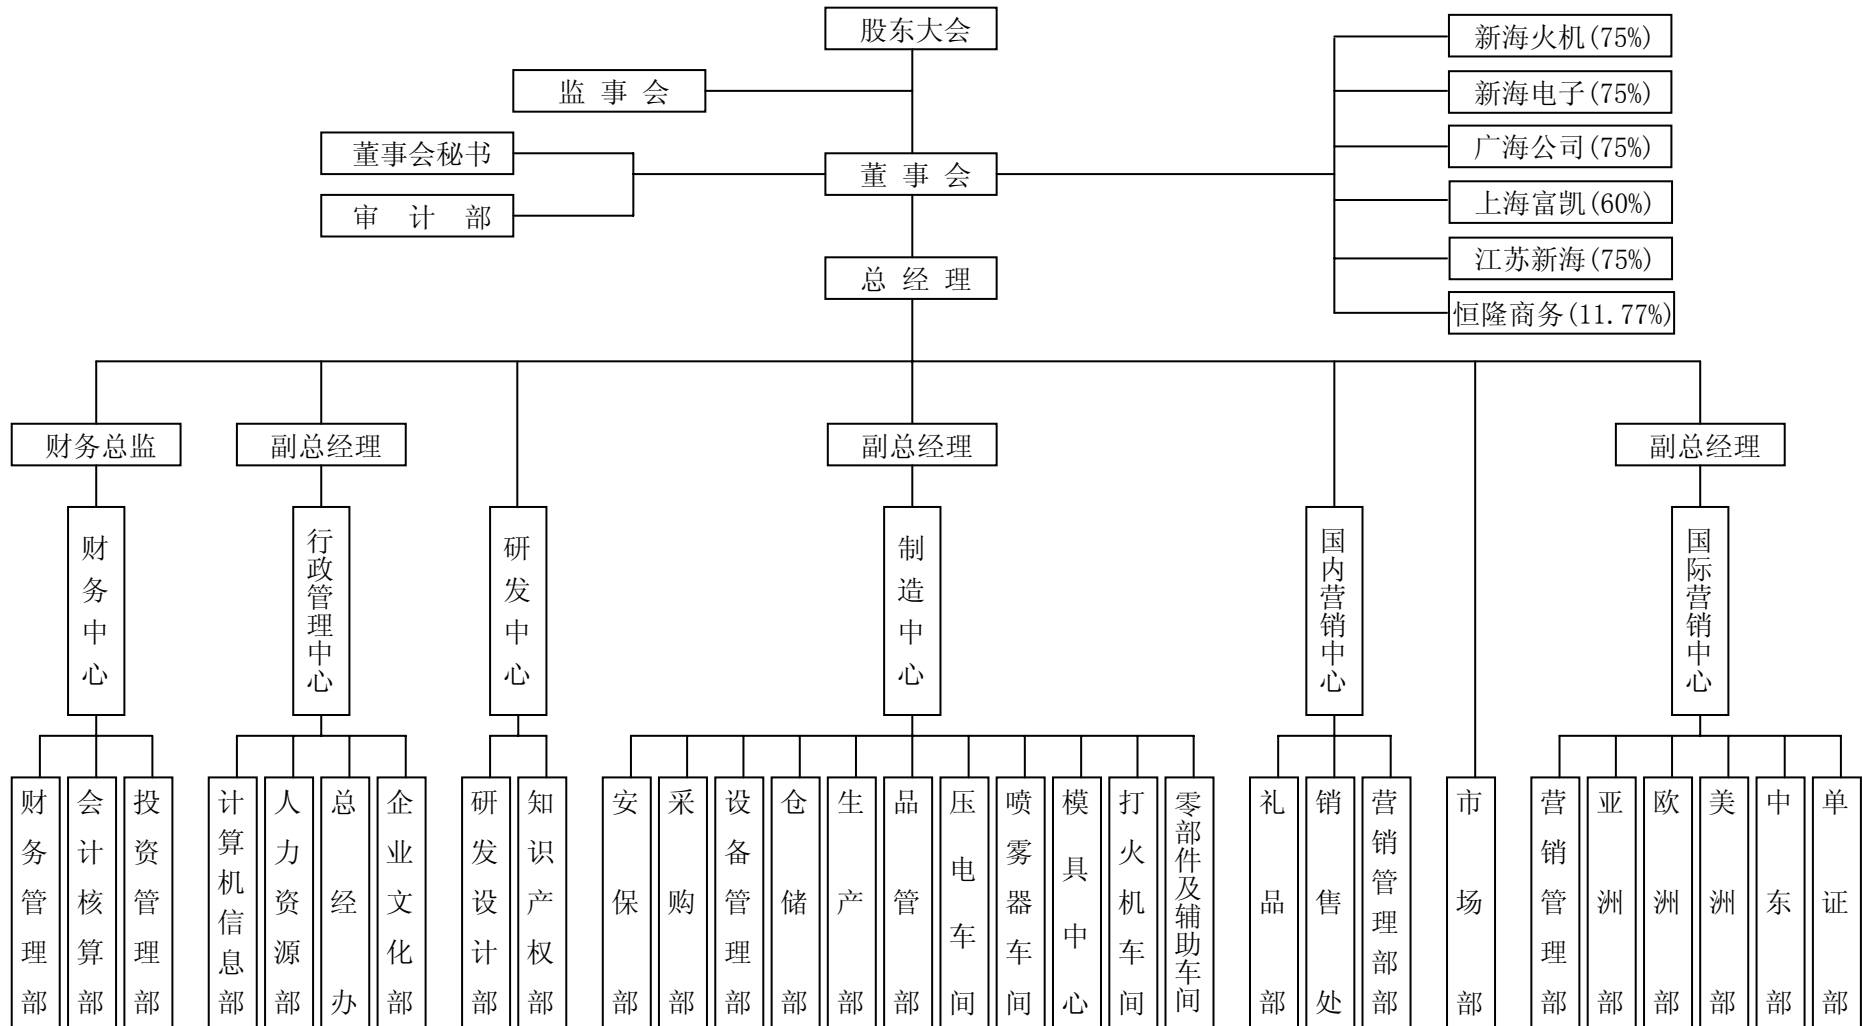 股东大会
监事会
董事会秘书
审计部
董事会
总经理
新海火机(75%)
新海电子(75%)
广海公司(75%)
上海富凯(60%)
江苏新海(75%)
恒隆商务(11.77%)
财务总监
副总经理
副总经理
副总经理
财务中心
行政管理中心
研发中心
制造中心
国内营销中心
国际营销中心
财务管理部
会计核算部
投资管理部
计算机信息部
人力资源部
总经办
企业文化部
研发设计部
知识产权部
安保部
采购部
设备管理部
仓储部
生产部
品管部
压电车间
喷雾器车间
模具中心
打火机车间
零部件及辅助车间
礼品部
销售处
营销管理部部
市场部
营销管理部
亚洲部
欧洲部
美洲部
中东部
单证部